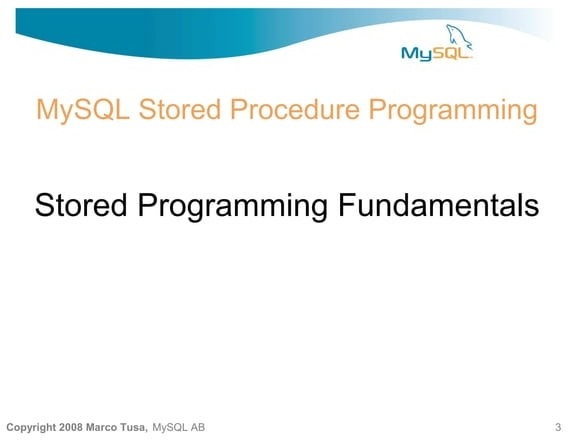 MySQL
MySQL Stored Procedure Programming
Stored Programming Fundamentals
Copyright 2008 Marco Tusa, MySQL AB
3